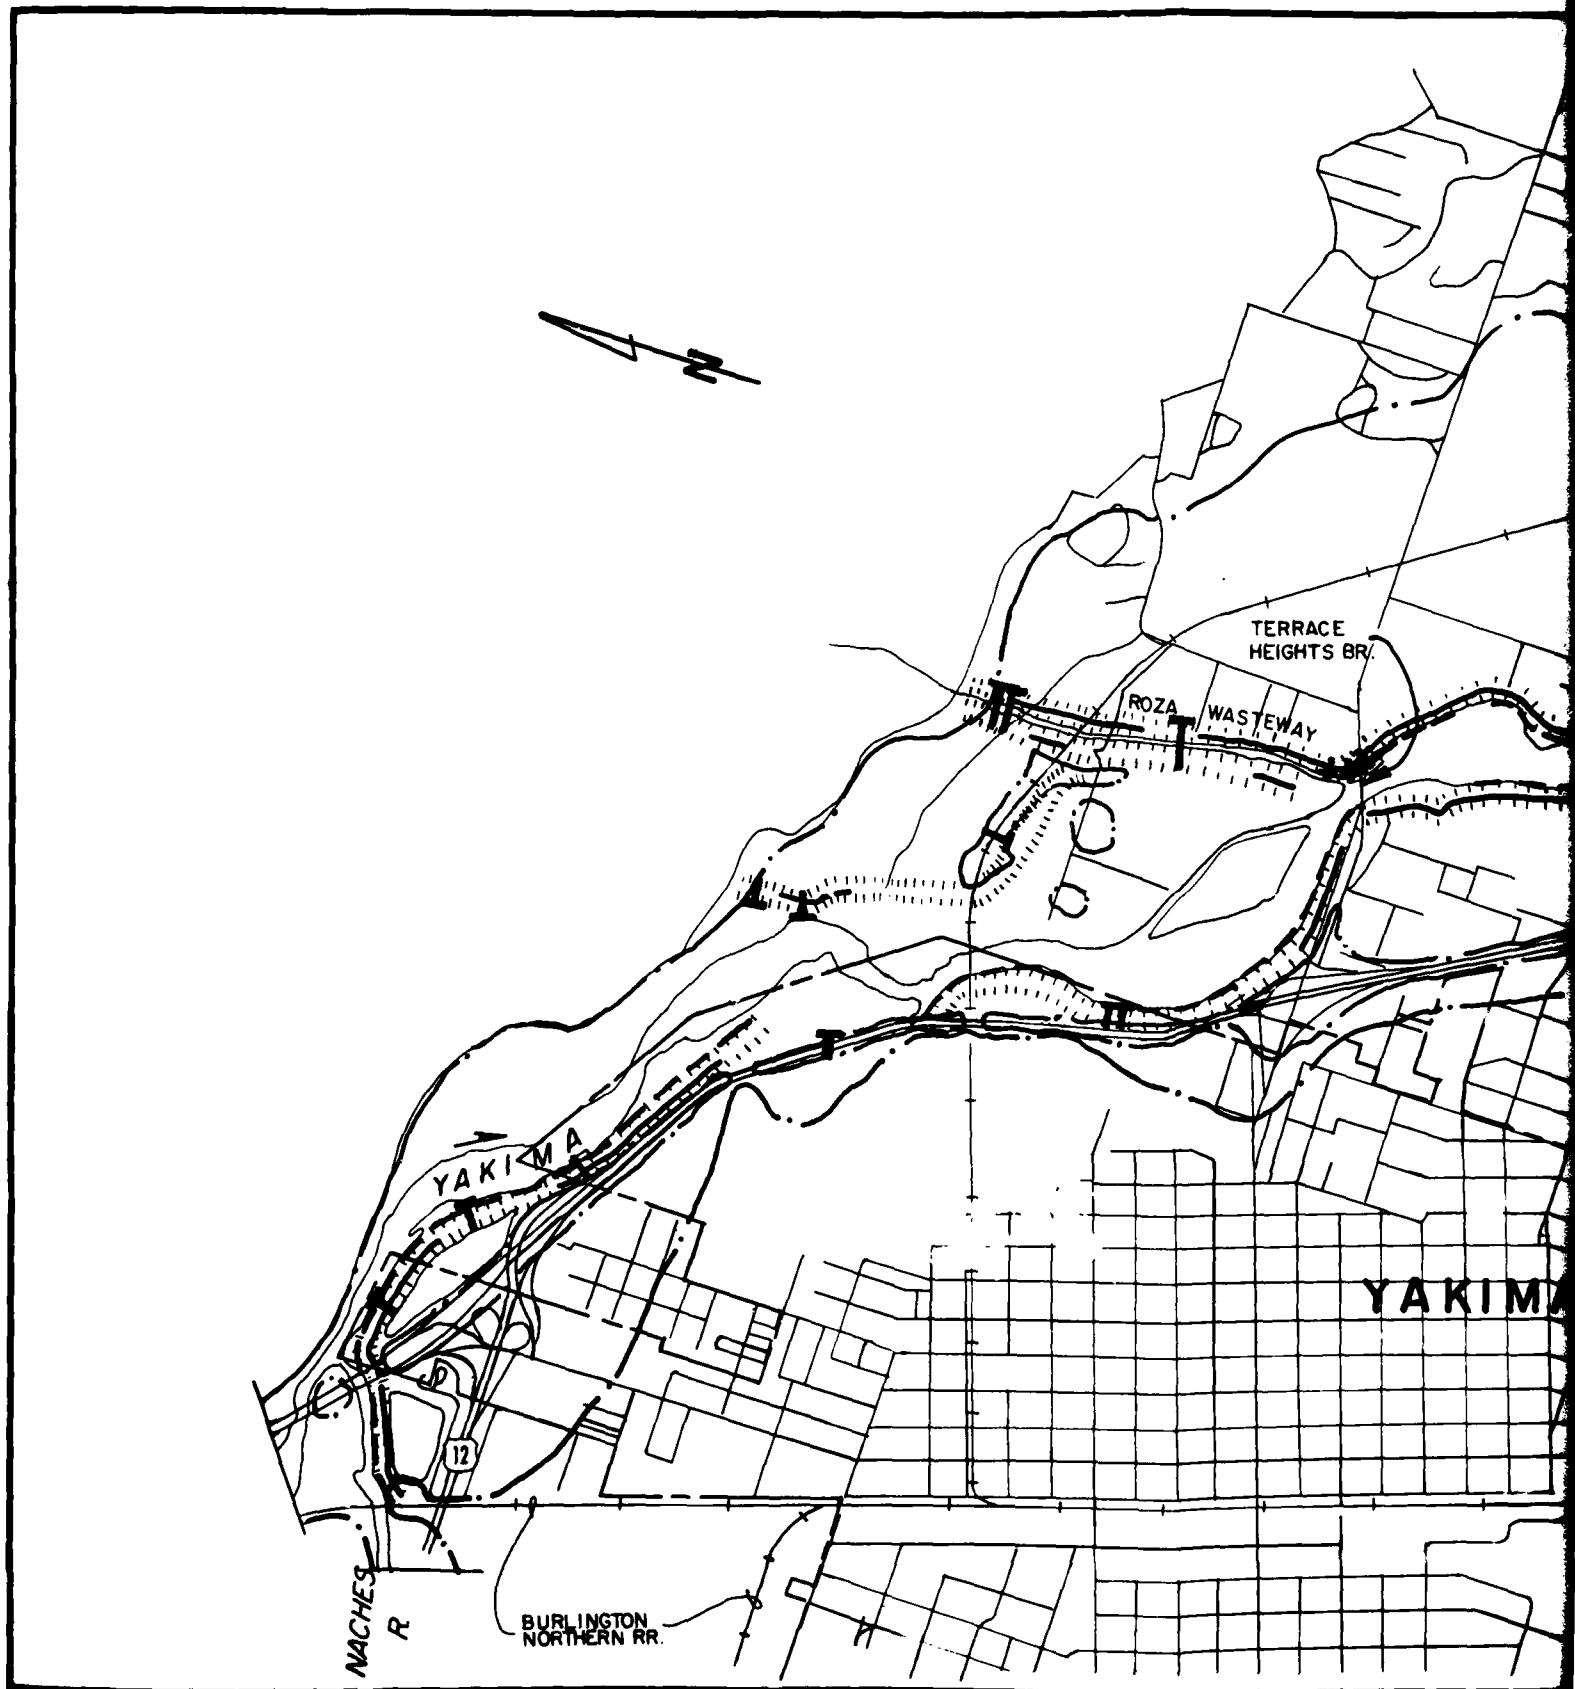 N
TERRACE
HEIGHTS BR.
ROZA WASTEWAY
YAKIMA
YAKIMA
12
BURLINGTON
NORTHERN RR.
NACHES
R.